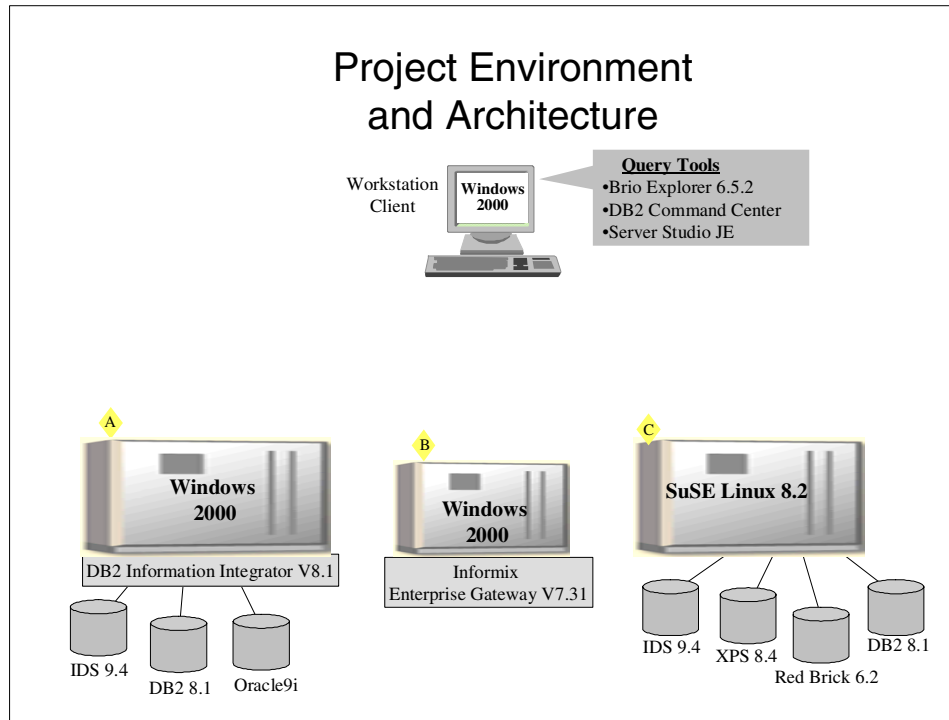 Project Environment
and Architecture
Workstation
Client
Windows
2000
Query Tools
•Brio Explorer 6.5.2
•DB2 Command Center
•Server Studio JE
A
Windows
2000
DB2 Information Integrator V8.1
IDS 9.4
DB2 8.1
Oracle9i
B
Windows
2000
Informix
Enterprise Gateway V7.31
C
SuSE Linux 8.2
IDS 9.4
XPS 8.4
Red Brick 6.2
DB2 8.1